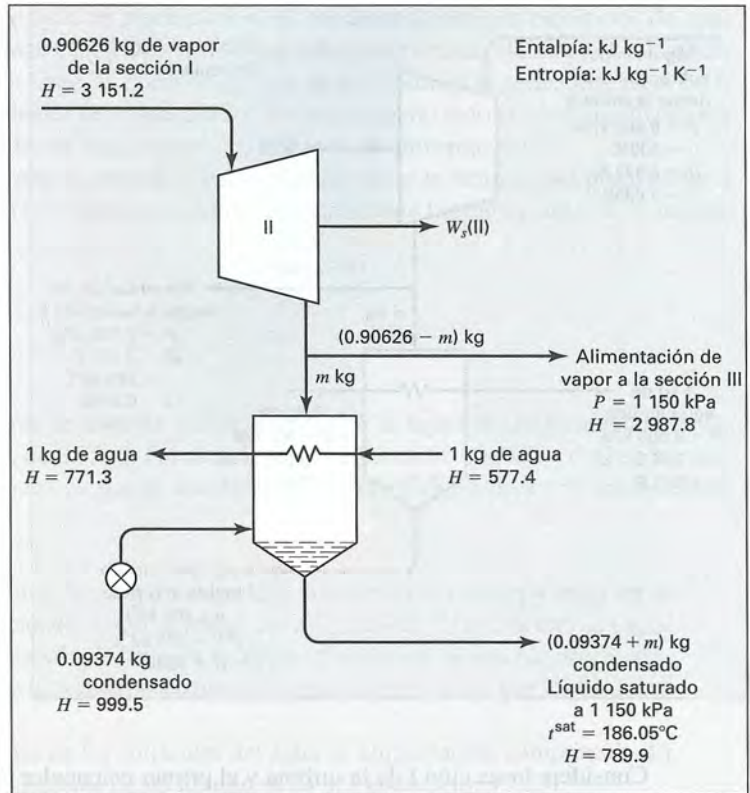 0.90626 kg de vapor
de la sección I
H = 3 151.2
Entalpía: kJ kg⁻¹
Entropía: kJ kg⁻¹ K⁻¹
II
Wₛ(II)
(0.90626 − m) kg
m kg
Alimentación de
vapor a la sección III
P = 1 150 kPa
H = 2 987.8
1 kg de agua
H = 771.3
1 kg de agua
H = 577.4
0.09374 kg
condensado
H = 999.5
(0.09374 + m) kg
condensado
Líquido saturado
a 1 150 kPa
t^sat = 186.05°C
H = 789.9